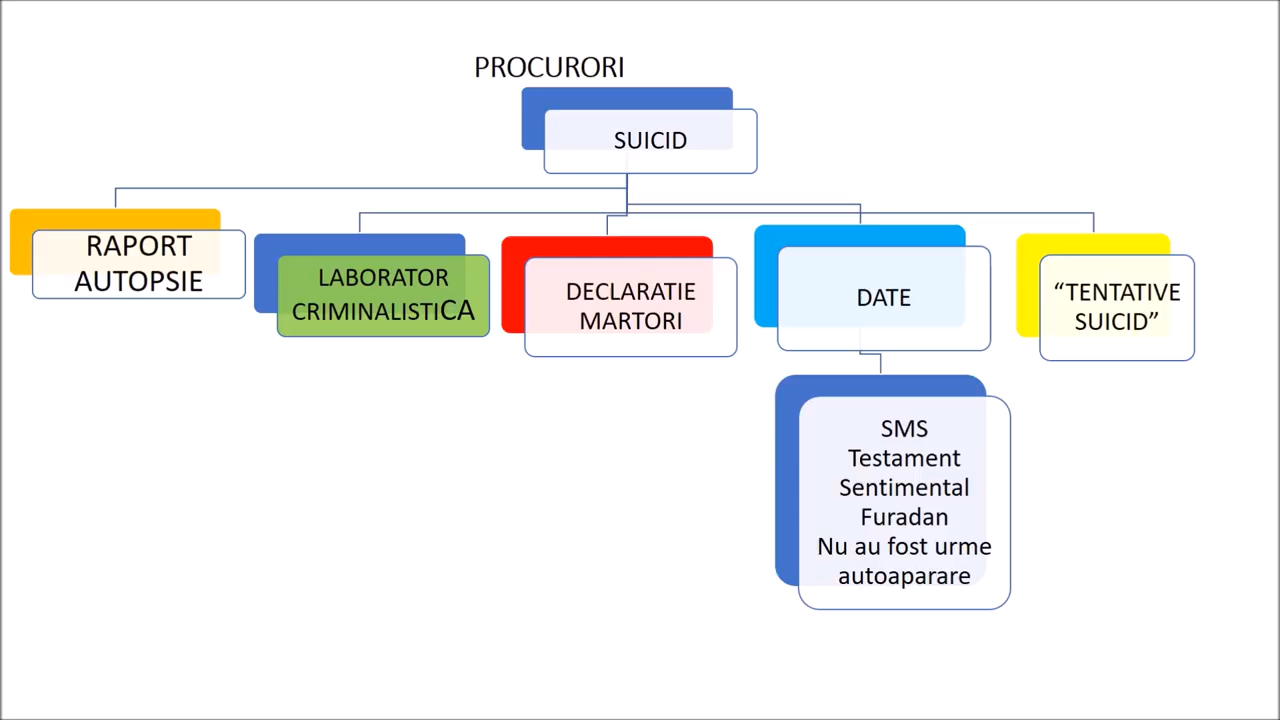 PROCURORI
SUICID
RAPORT
AUTOPSIE
LABORATOR
CRIMINALISTICA
DECLARATIE
MARTORI
DATE
“TENTATIVE
SUICID”
SMS
Testament
Sentimental
Furadan
Nu au fost urme
autoaparare